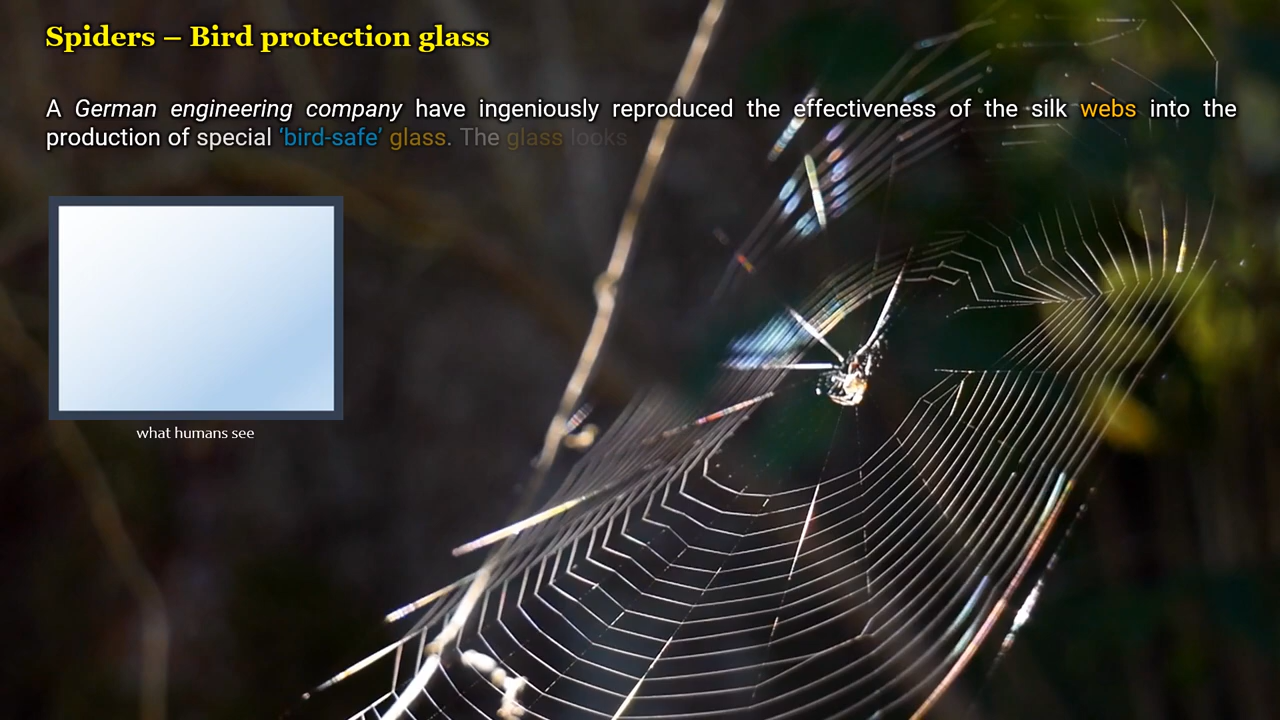 Spiders – Bird protection glass
A German engineering company have ingeniously reproduced the effectiveness of the silk webs into the
production of special ‘bird-safe’ glass. The glass looks
what humans see